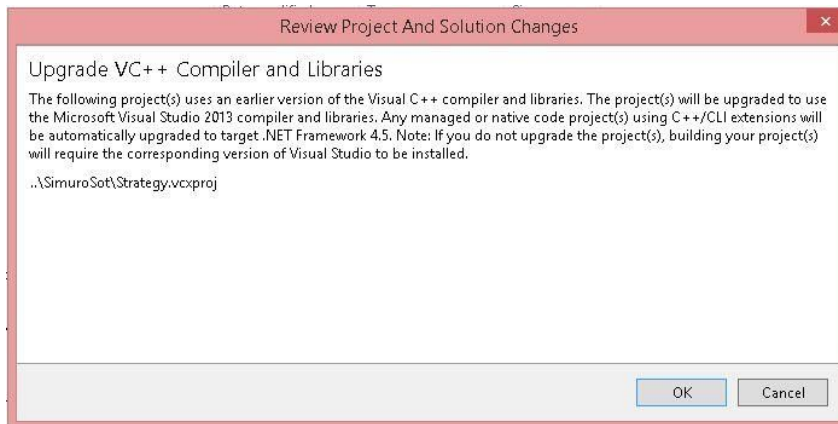 Review Project And Solution Changes
Upgrade VC++ Compiler and Libraries
The following project(s) uses an earlier version of the Visual C++ compiler and libraries. The project(s) will be upgraded to use
the Microsoft Visual Studio 2013 compiler and libraries. Any managed or native code project(s) using C++/CLI extensions will
be automatically upgraded to target .NET Framework 4.5. Note: If you do not upgrade the project(s), building your project(s)
will require the corresponding version of Visual Studio to be installed.
..\SimuroSot\Strategy.vcxproj
OK Cancel